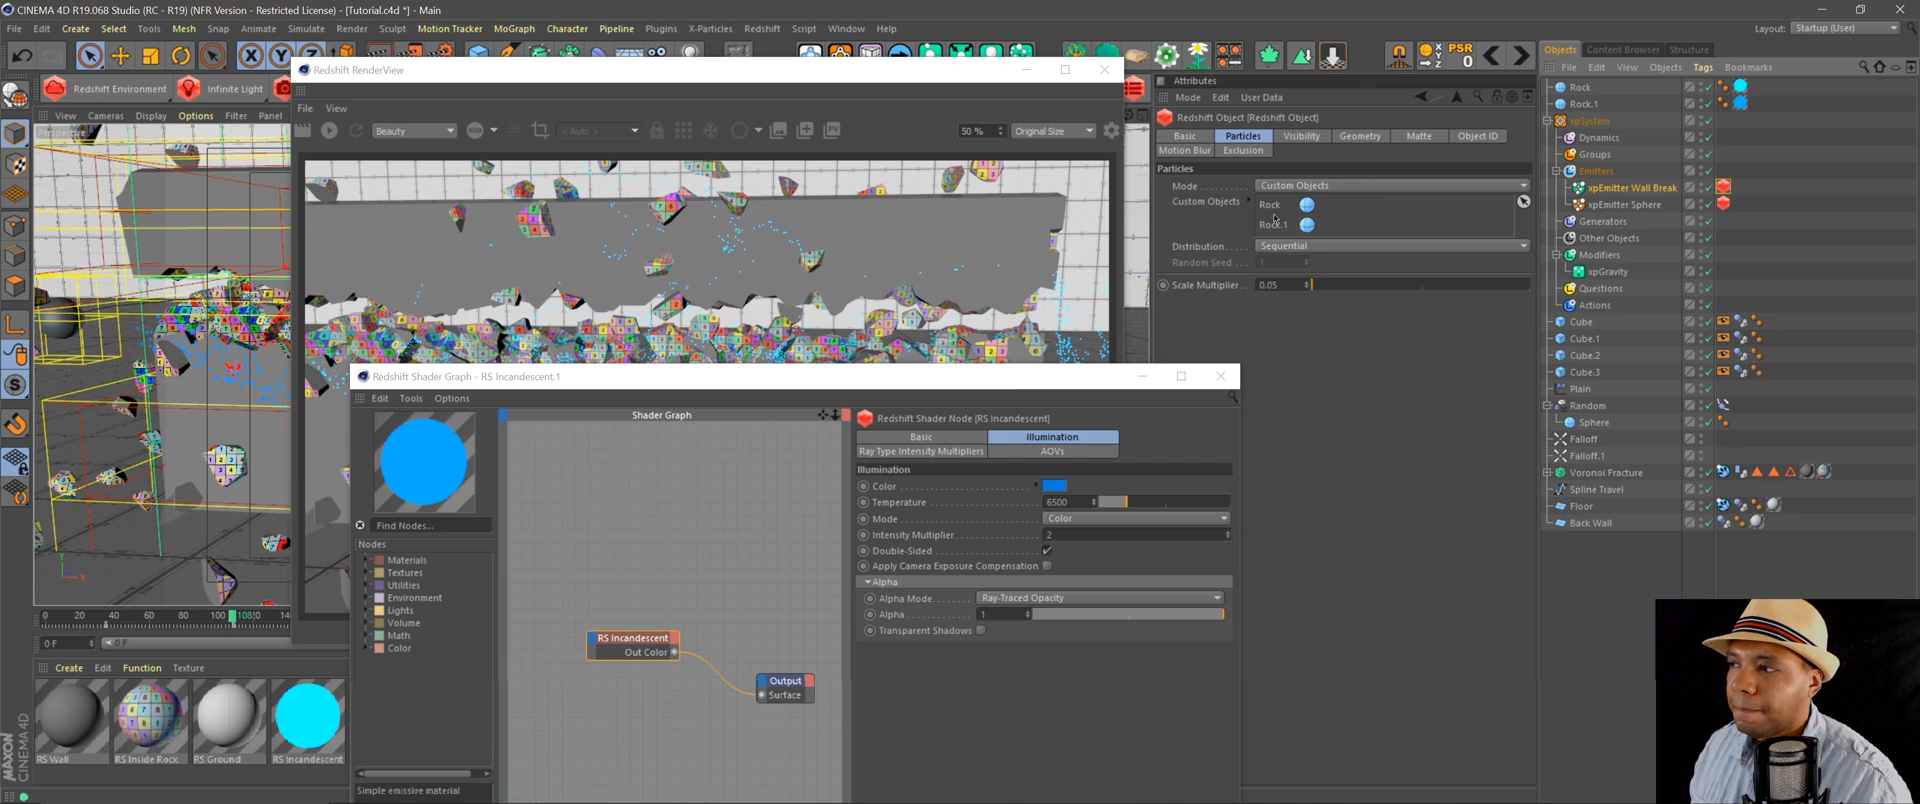 CINEMA 4D R19.068 Studio (RC - R19) (NFR Version - Restricted License) - [Tutorial.c4d *] - Main
File Edit Create Select Tools Mesh Snap Animate Simulate Render Sculpt Motion Tracker MoGraph Character Pipeline Plugins X-Particles Redshift Script Window Help
Layout: Startup (User)
X Y Z
PSR
0
Objects Content Browser Structure
File Edit View Objects Tags Bookmarks
Redshift Environment Infinite Light
View Cameras Display Options Filter Panel
Perspective
Redshift RenderView
File View
Beauty
< Auto >
50 %
Original Size
Attributes
Mode Edit User Data
Redshift Object [Redshift Object]
Basic Particles Visibility Geometry Matte Object ID
Motion Blur Exclusion
Particles
Mode Custom Objects
Custom Objects Rock
Rock.1
Distribution Sequential
Random Seed 1
Scale Multiplier 0.05
Rock
Rock.1
xpSystem
Dynamics
Groups
Emitters
xpEmitter Wall Break
xpEmitter Sphere
Generators
Other Objects
Modifiers
xpGravity
Questions
Actions
Cube
Cube.1
Cube.2
Cube.3
Plain
Random
Sphere
Falloff
Falloff.1
Voronoi Fracture
Spline Travel
Floor
Back Wall
Redshift Shader Graph - RS Incandescent.1
File Edit Tools Options
Shader Graph
Find Nodes...
Nodes
Materials
Textures
Utilities
Environment
Lights
Volume
Math
Color
Simple emissive material
RS Incandescent
Out Color
Output
Surface
Redshift Shader Node [RS Incandescent]
Basic Illumination
Ray Type Intensity Multipliers AOVs
Illumination
Color
Temperature 6500
Mode Color
Intensity Multiplier 2
Double-Sided
Apply Camera Exposure Compensation
Alpha
Alpha Mode Ray-Traced Opacity
Alpha 1
Transparent Shadows
0 20 40 60 80 100
0 F 0 F
Create Edit Function Texture
RS Wall RS Inside Rock RS Ground RS Incandescent
MAXON
CINEMA 4D